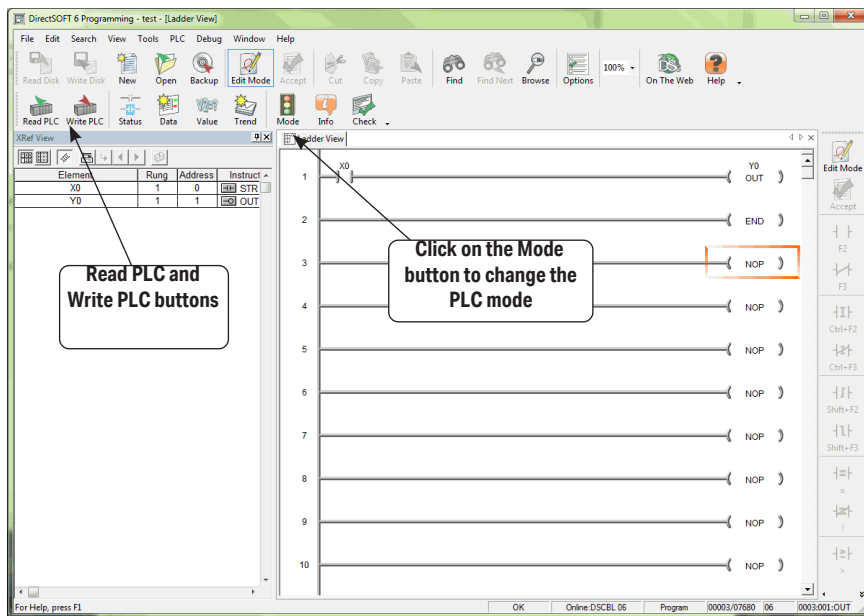 DirectSOFT 6 Programming - test - [Ladder View]
File Edit Search View Tools PLC Debug Window Help
Read Disk Write Disk New Open Backup Edit Mode Accept Cut Copy Paste Find Find Next Browse Options 100% On The Web Help
Read PLC Write PLC Status Data Value Trend Mode Info Check
XRef View
Element Rung Address Instruct
X0 1 0 STR
Y0 1 1 OUT
Read PLC and
Write PLC buttons
Ladder View
1 X0 Y0
OUT
2 END
3 NOP
4 NOP
5 NOP
6 NOP
7 NOP
8 NOP
9 NOP
10 NOP
Click on the Mode
button to change the
PLC mode
Edit Mode
Accept
F2
F3
Ctrl+F2
Ctrl+F3
Shift+F2
Shift+F3
=
!
>
For Help, press F1 OK Online:DSCBL 06 Program 00003/07680 06 0003:001:OUT